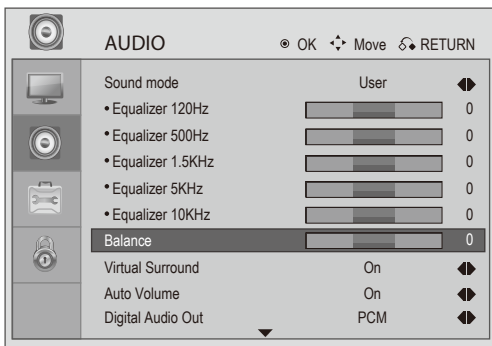 AUDIO OK Move RETURN
Sound mode User
• Equalizer 120Hz 0
• Equalizer 500Hz 0
• Equalizer 1.5KHz 0
• Equalizer 5KHz 0
• Equalizer 10KHz 0
Balance 0
Virtual Surround On
Auto Volume On
Digital Audio Out PCM